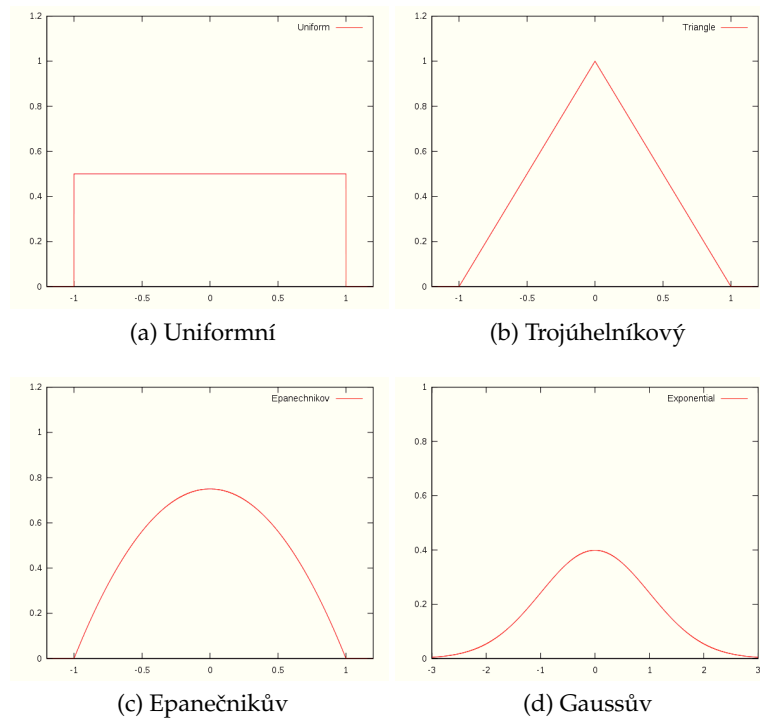 1.2
Uniform
1
0.8
0.6
0.4
0.2
0
-1 -0.5 0 0.5 1
(a) Uniformní
1.2
Triangle
1
0.8
0.6
0.4
0.2
0
-1 -0.5 0 0.5 1
(b) Trojúhelníkový
1.2
Epanechnikov
1
0.8
0.6
0.4
0.2
0
-1 -0.5 0 0.5 1
(c) Epanečnikův
1
Exponential
0.8
0.6
0.4
0.2
0
-3 -2 -1 0 1 2 3
(d) Gaussův